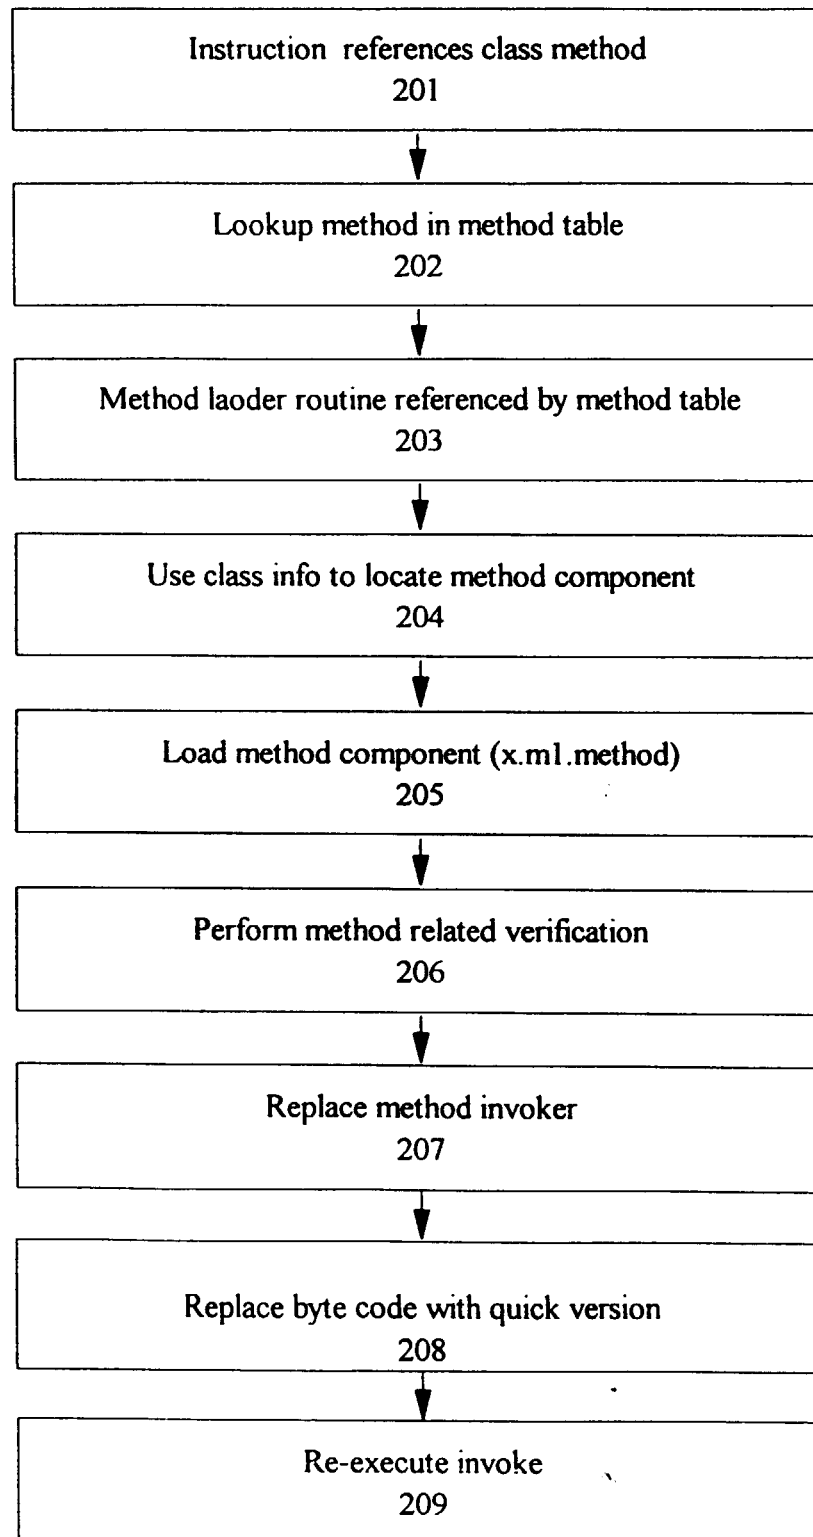 Instruction references class method
201
Lookup method in method table
202
Method laoder routine referenced by method table
203
Use class info to locate method component
204
Load method component (x.m1.method)
205
Perform method related verification
206
Replace method invoker
207
Replace byte code with quick version
208
Re-execute invoke
209